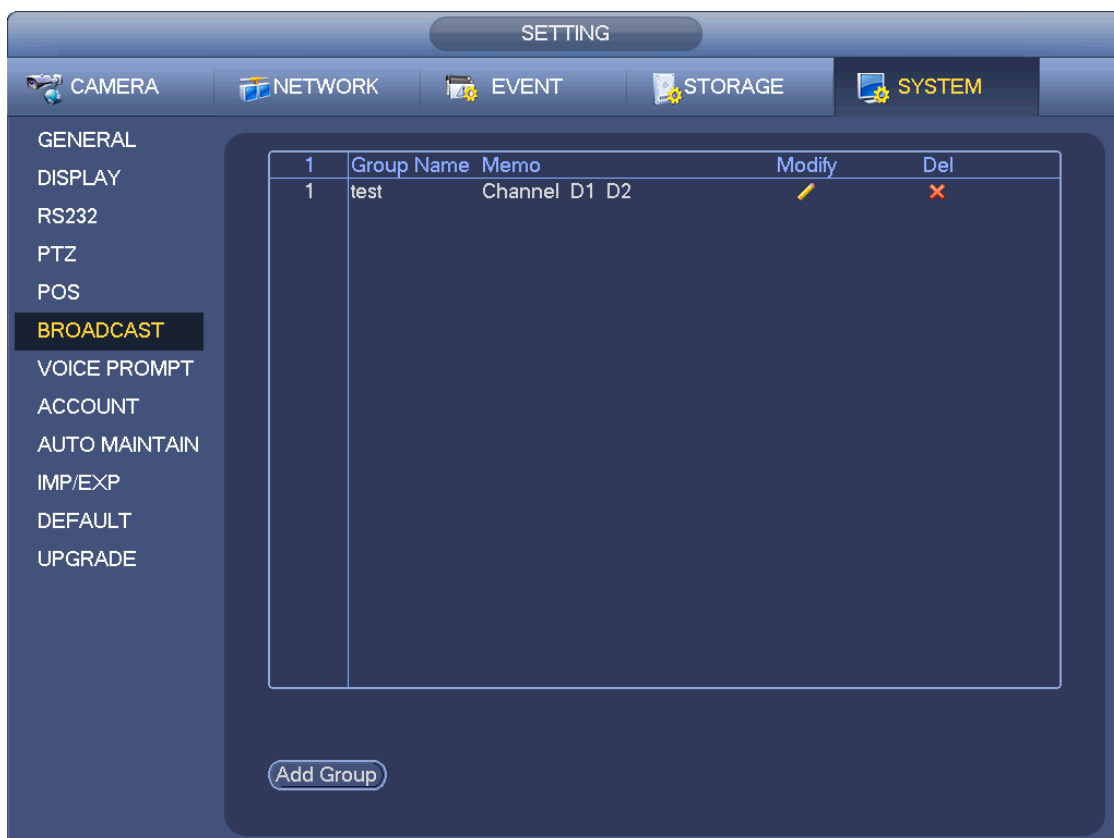 SETTING
CAMERA NETWORK EVENT STORAGE SYSTEM
GENERAL
DISPLAY
RS232
PTZ
POS
BROADCAST
VOICE PROMPT
ACCOUNT
AUTO MAINTAIN
IMP/EXP
DEFAULT
UPGRADE
1 Group Name Memo Modify Del
1 test Channel D1 D2
Add Group